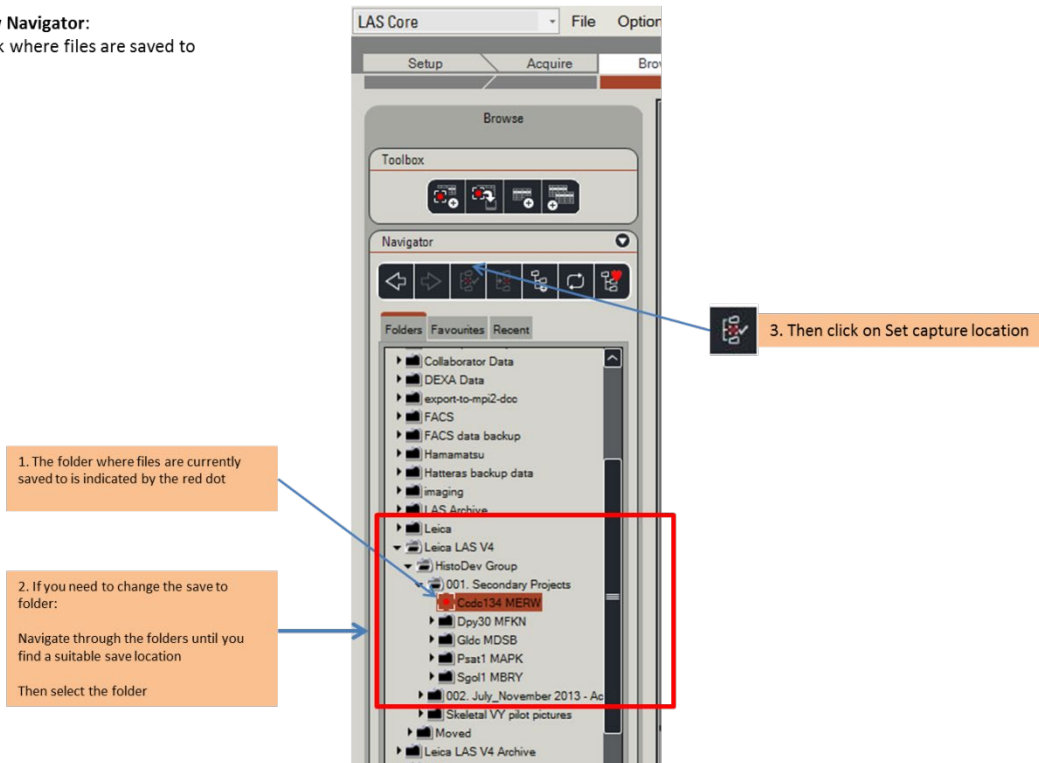 Navigator:
where files are saved to
LAS Core
File
Setup
Acquire
Browse
Toolbox
Navigator
Folders
Favourites
Recent
Collaborator Data
DEXA Data
export-to-mpi2-dcc
FACS
FACS data backup
Hamamatsu
Hatteras backup data
imaging
LAS Archive
Leica
Leica LAS V4
HistoDev Group
001. Secondary Projects
Ccdc134 MERW
Dpy30 MFKN
Gldc MDSB
Psat1 MAPK
Sgol1 MBRY
002. July_November 2013 - Ac
Skeletal VY pilot pictures
Moved
Leica LAS V4 Archive
1. The folder where files are currently
saved to is indicated by the red dot
2. If you need to change the save to
folder:
Navigate through the folders until you
find a suitable save location
Then select the folder
3. Then click on Set capture location